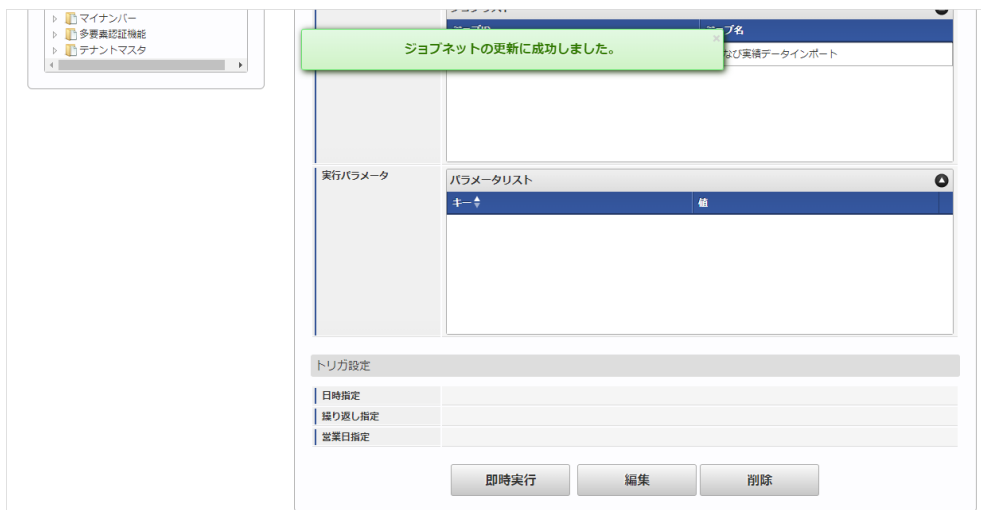 マイナンバー
多要素認証機能
テナントマスタ
ジョブネットの更新に成功しました。
×
なび実績データインポート
実行パラメータ
パラメータリスト
キー
値
トリガ設定
日時指定
繰り返し指定
営業日指定
即時実行
編集
削除